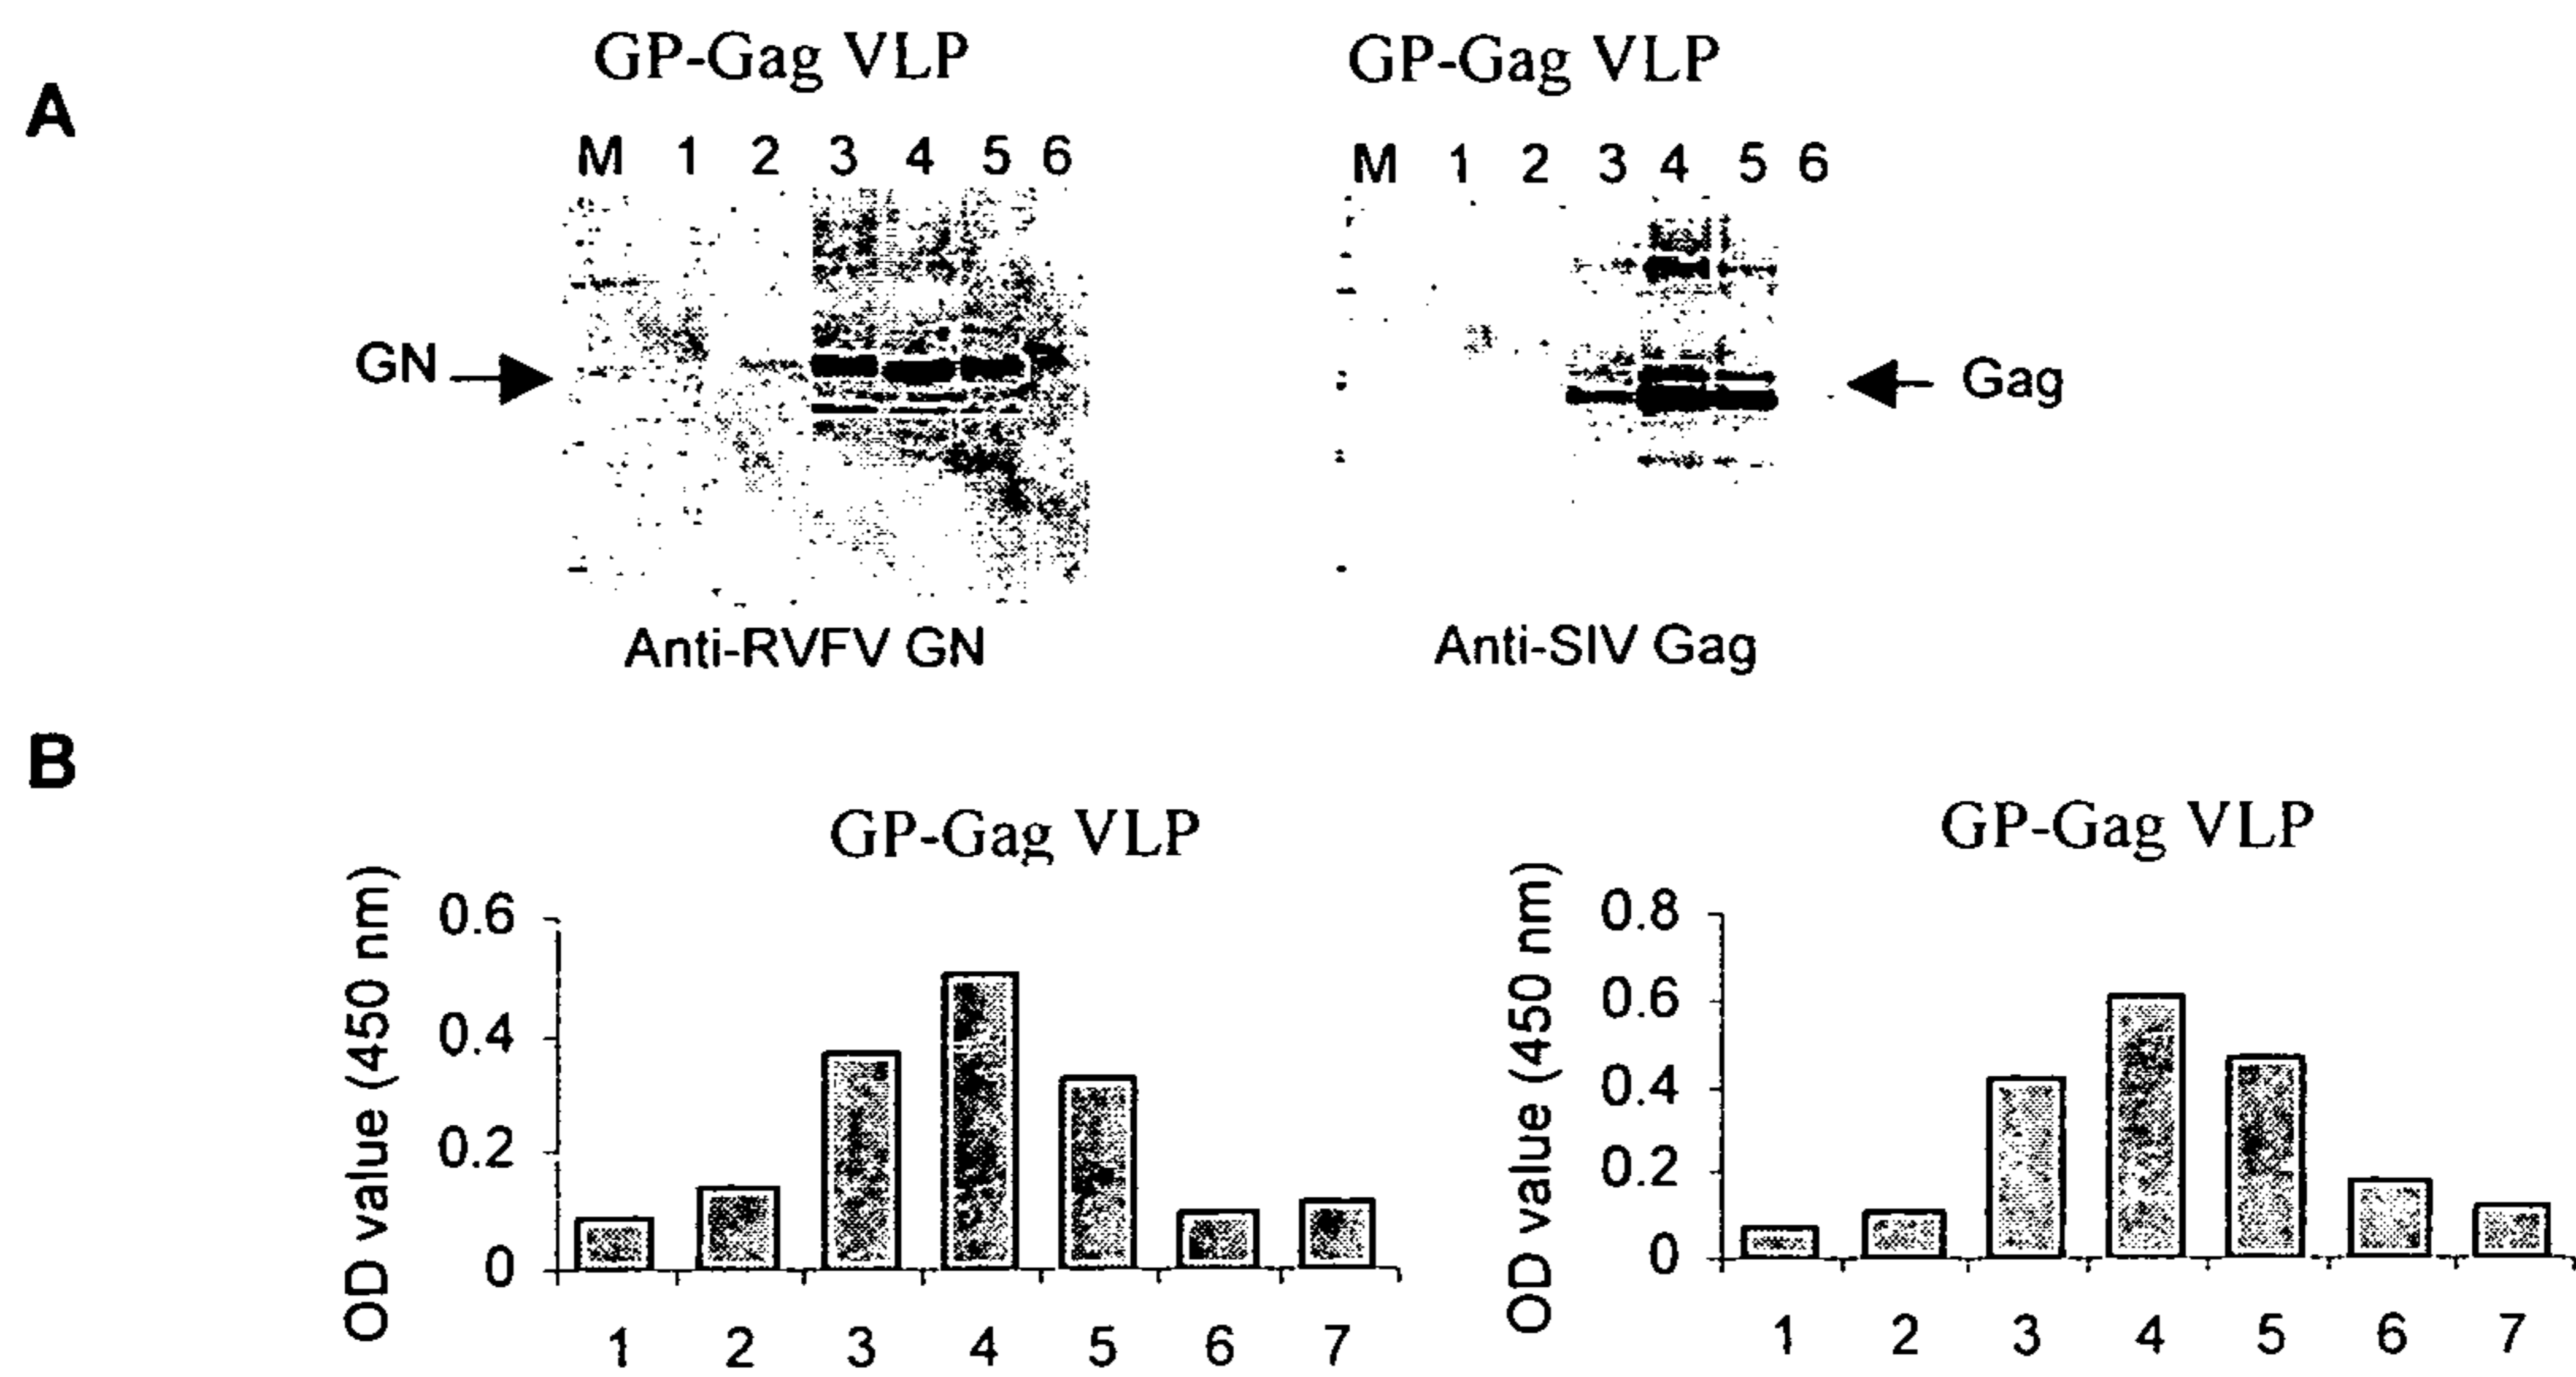 A
GP-Gag VLP
M 1 2 3 4 5 6
GN
Anti-RVFV GN
GP-Gag VLP
M 1 2 3 4 5 6
Gag
Anti-SIV Gag
B
GP-Gag VLP
OD value (450 nm)
0.6
0.4
0.2
0
1 2 3 4 5 6 7
GP-Gag VLP
OD value (450 nm)
0.8
0.6
0.4
0.2
0
1 2 3 4 5 6 7